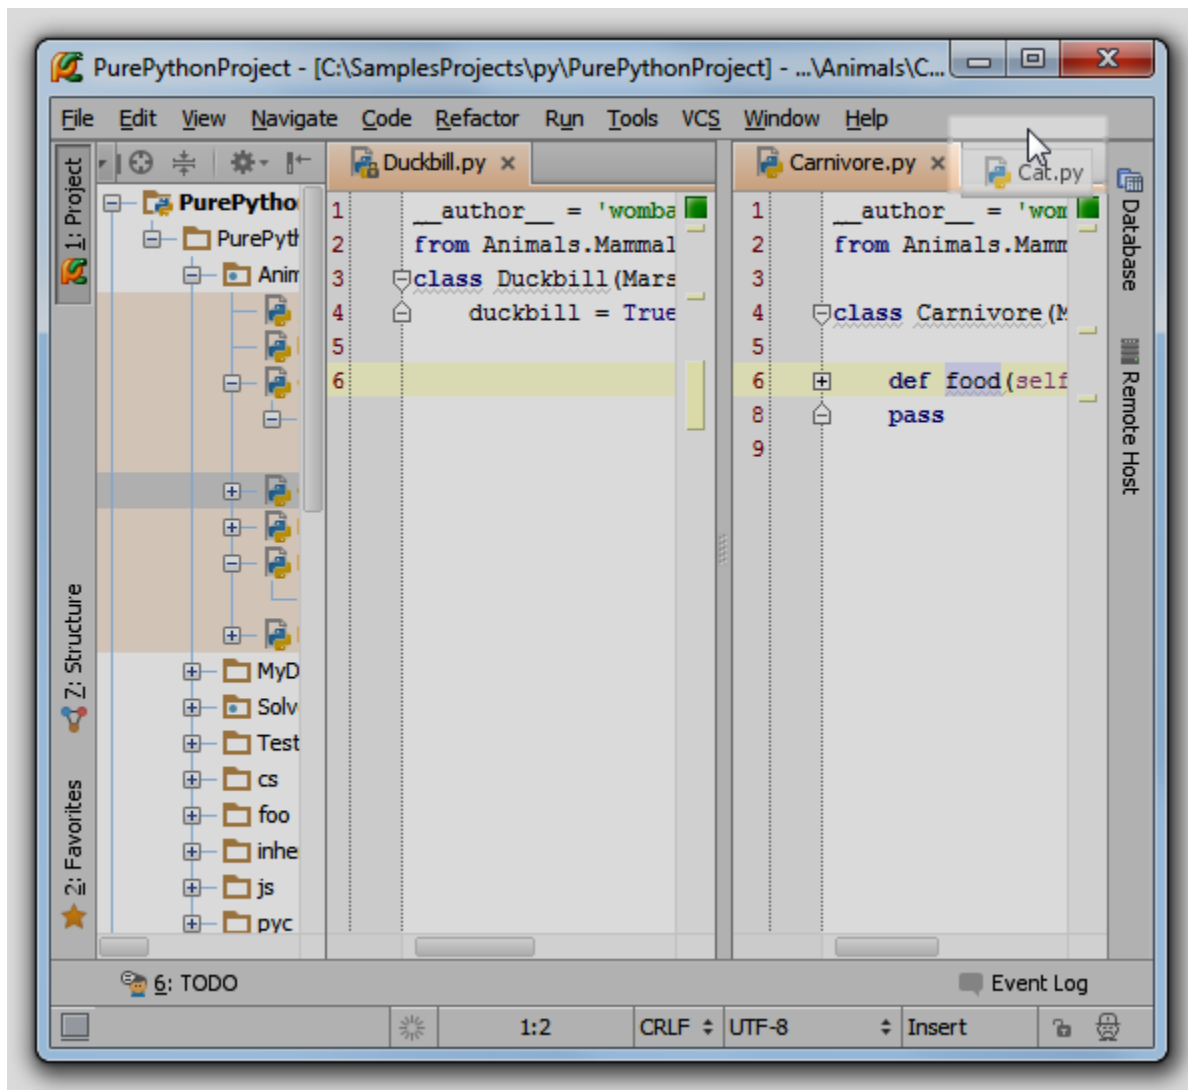 PurePythonProject - [C:\SamplesProjects\py\PurePythonProject] - ...\Animals\C...
File Edit View Navigate Code Refactor Run Tools VCS Window Help
1: Project
7: Structure
2: Favorites
PurePytho
PurePyth
Anim
MyD
Solv
Test
cs
foo
inhe
js
pyc
Duckbill.py
1 __author__ = 'womba
2 from Animals.Mammal
3 class Duckbill(Mars
4 duckbill = True
5
6
Carnivore.py
Cat.py
1 __author__ = 'wom
2 from Animals.Mamm
3
4 class Carnivore(M
5
6 def food(self
8 pass
9
Database
Remote Host
6: TODO
Event Log
1:2 CRLF UTF-8 Insert